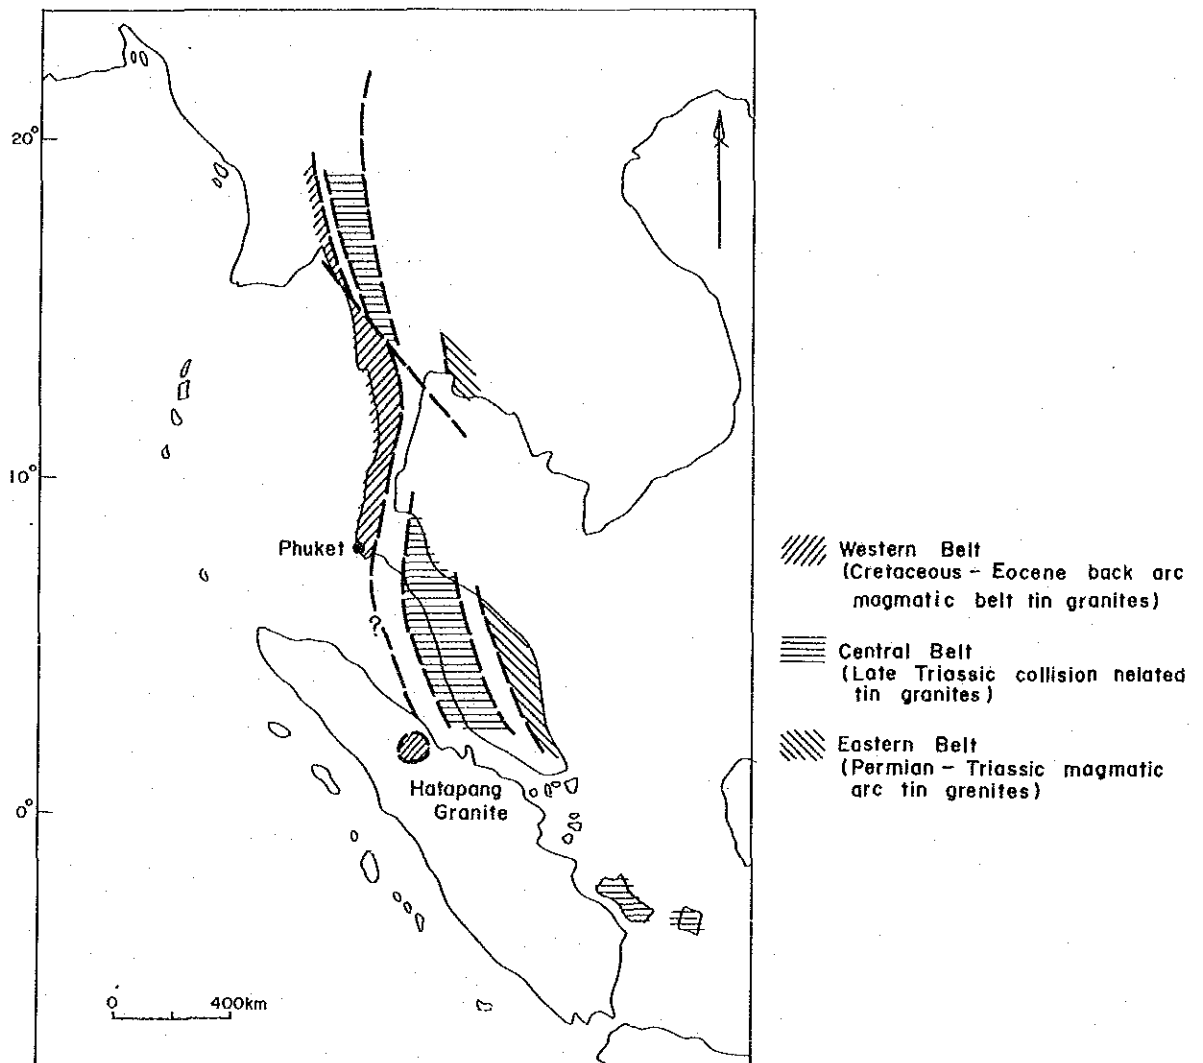 20°
10°
Phuket
?
0°
Hatapang
Granite
0 400km
Western Belt
(Cretaceous - Eocene back arc
magmatic belt tin granites)
Central Belt
(Late Triassic collision nelated
tin granites)
Eastern Belt
(Permian - Triassic magmatic
arc tin grenites)